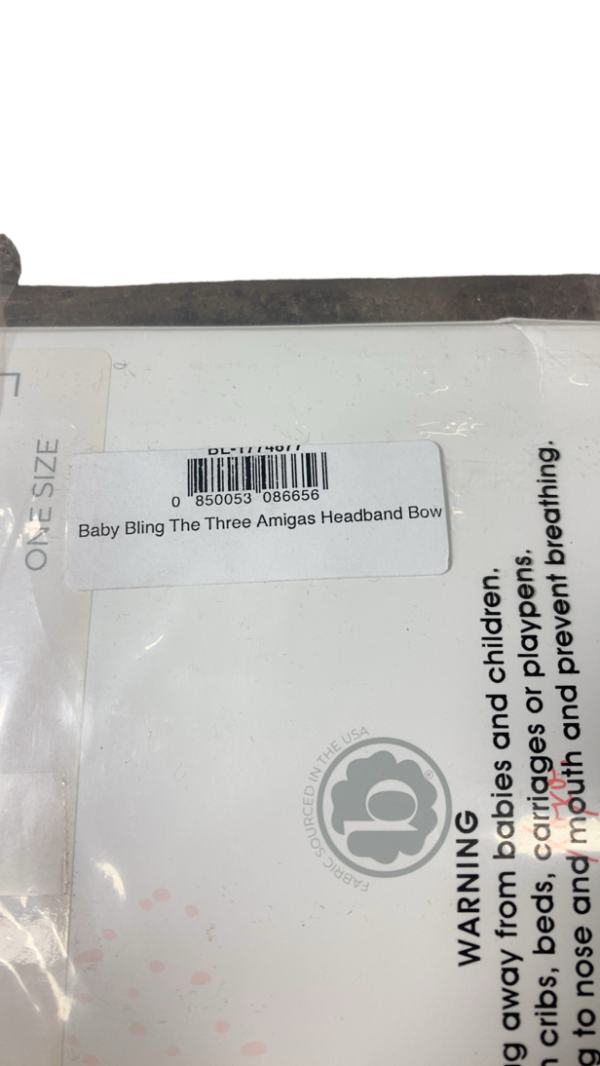 ONE SIZE
0 850053 086656
Baby Bling The Three Amigas Headband Bow
FABRIC SOURCED IN THE USA
b
®
WARNING
away from babies and children.
cribs, beds, carriages or playpens.
to nose and mouth and prevent breathing.